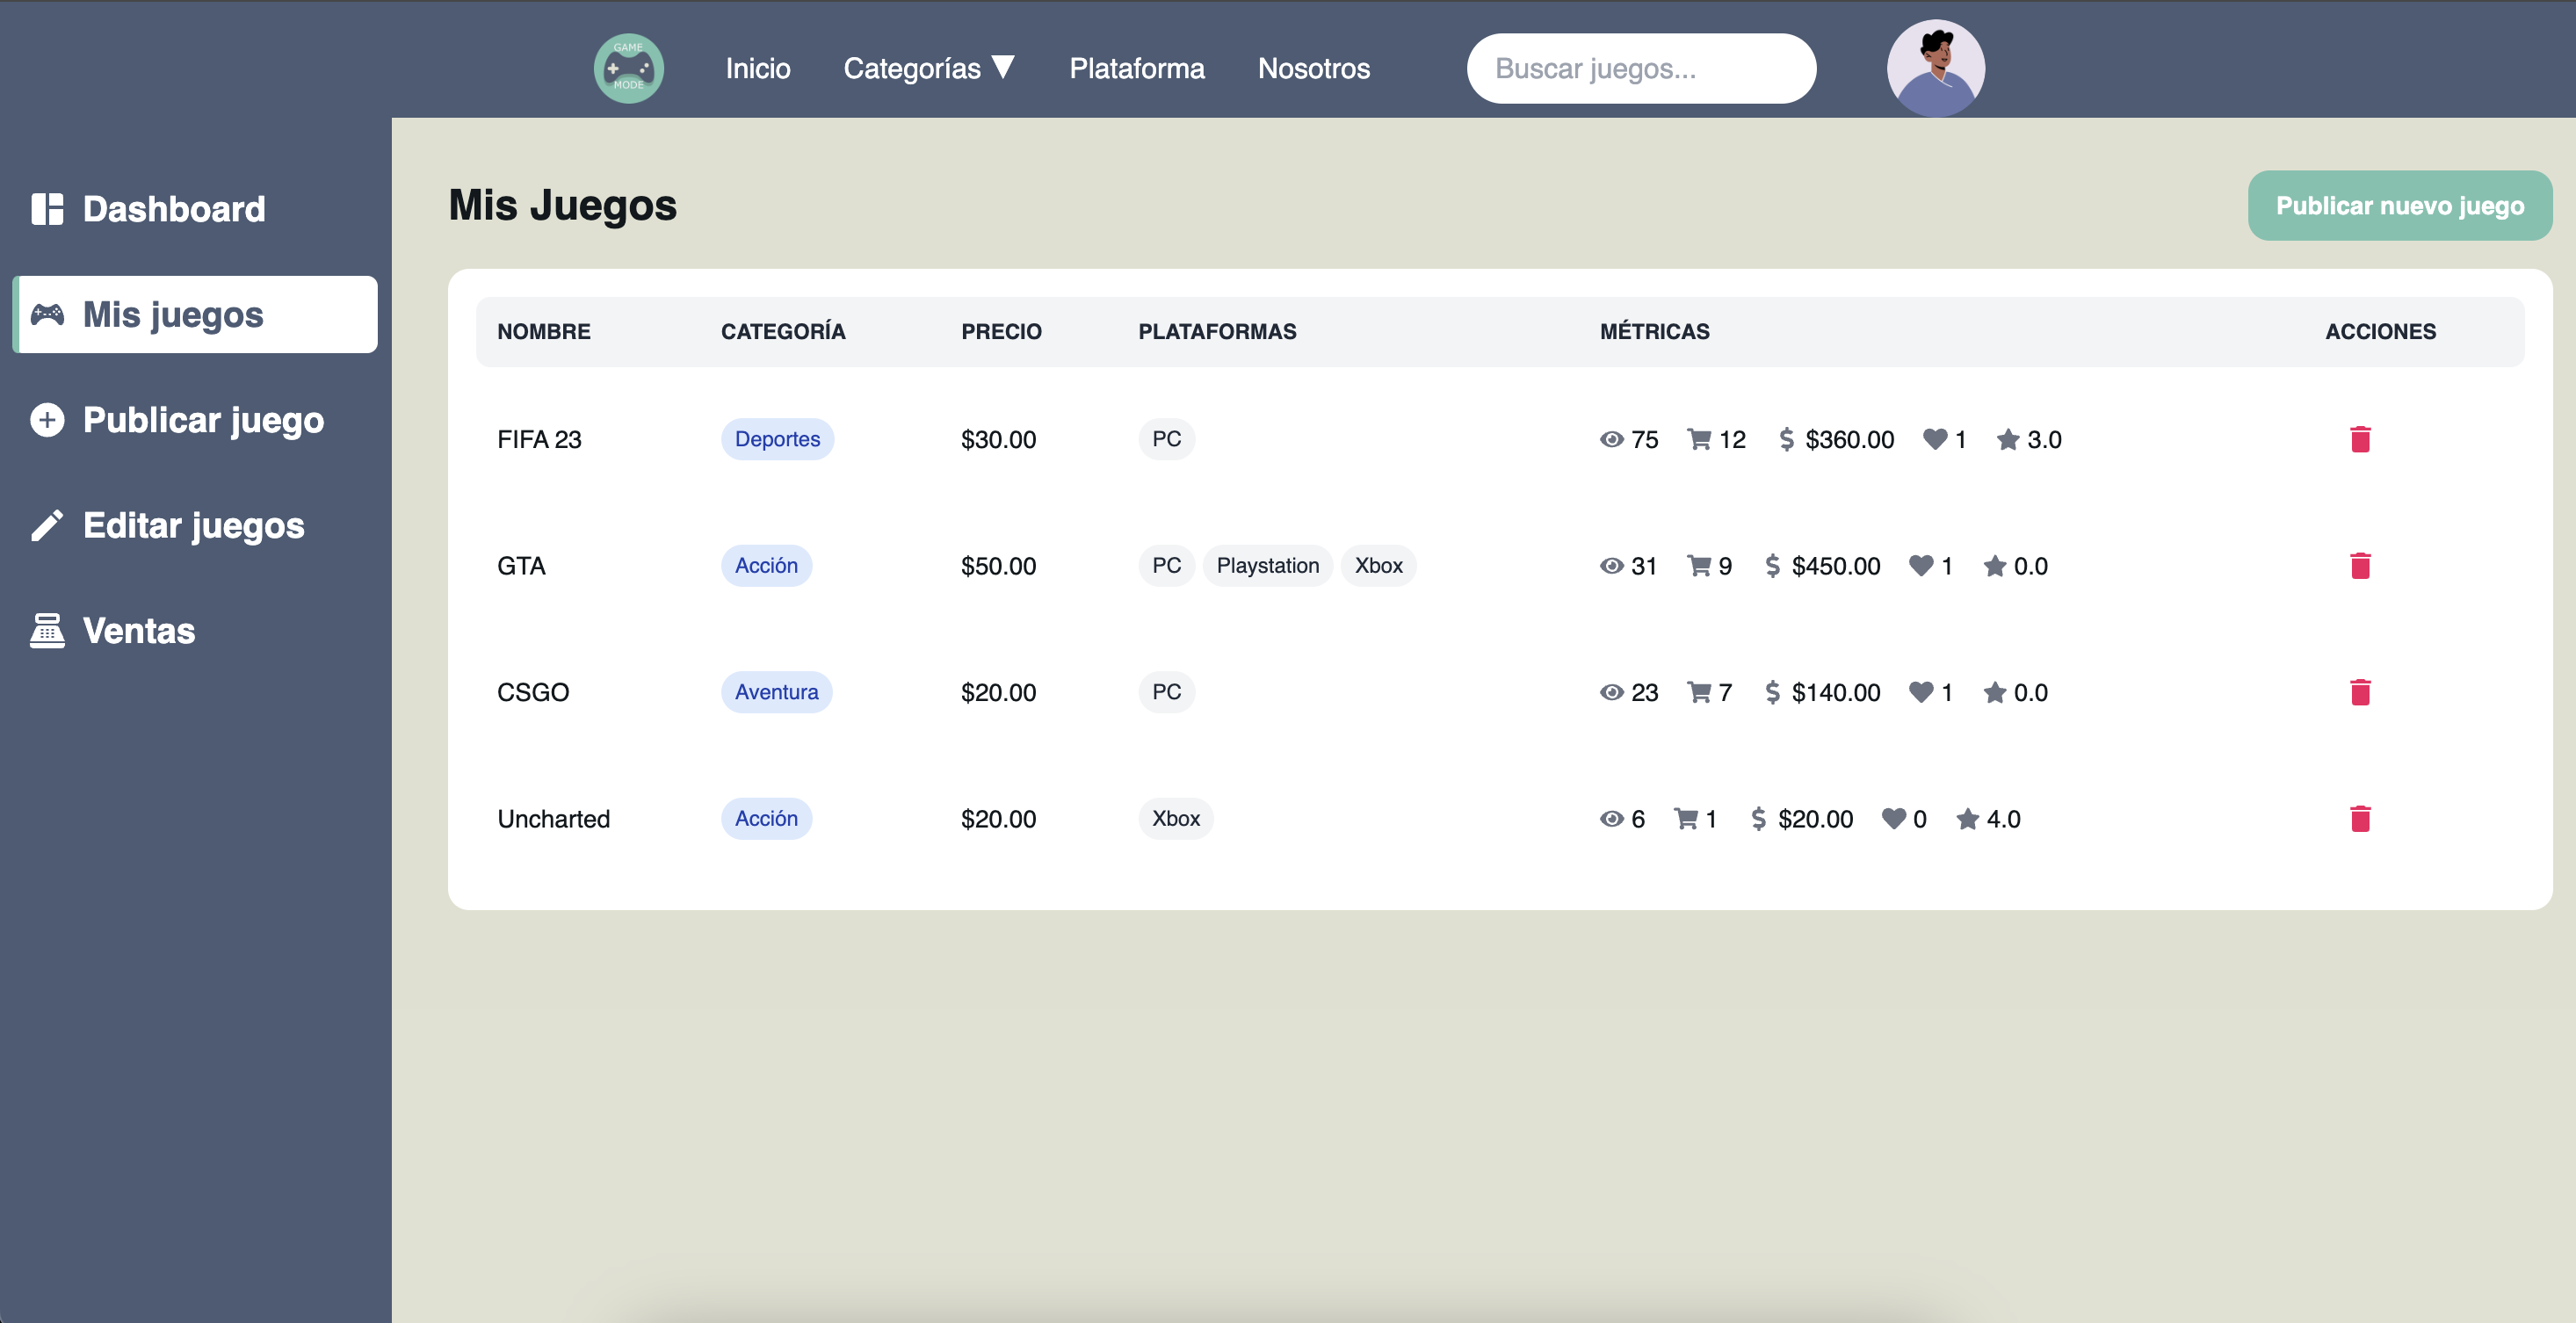 GAME
MODE
Inicio Categorías ▼ Plataforma Nosotros Buscar juegos...
Dashboard
Mis juegos
Publicar juego
Editar juegos
Ventas
Mis Juegos Publicar nuevo juego
NOMBRE CATEGORÍA PRECIO PLATAFORMAS MÉTRICAS ACCIONES
FIFA 23 Deportes $30.00 PC 75 12 $ $360.00 1 3.0
GTA Acción $50.00 PC Playstation Xbox 31 9 $ $450.00 1 0.0
CSGO Aventura $20.00 PC 23 7 $ $140.00 1 0.0
Uncharted Acción $20.00 Xbox 6 1 $ $20.00 0 4.0